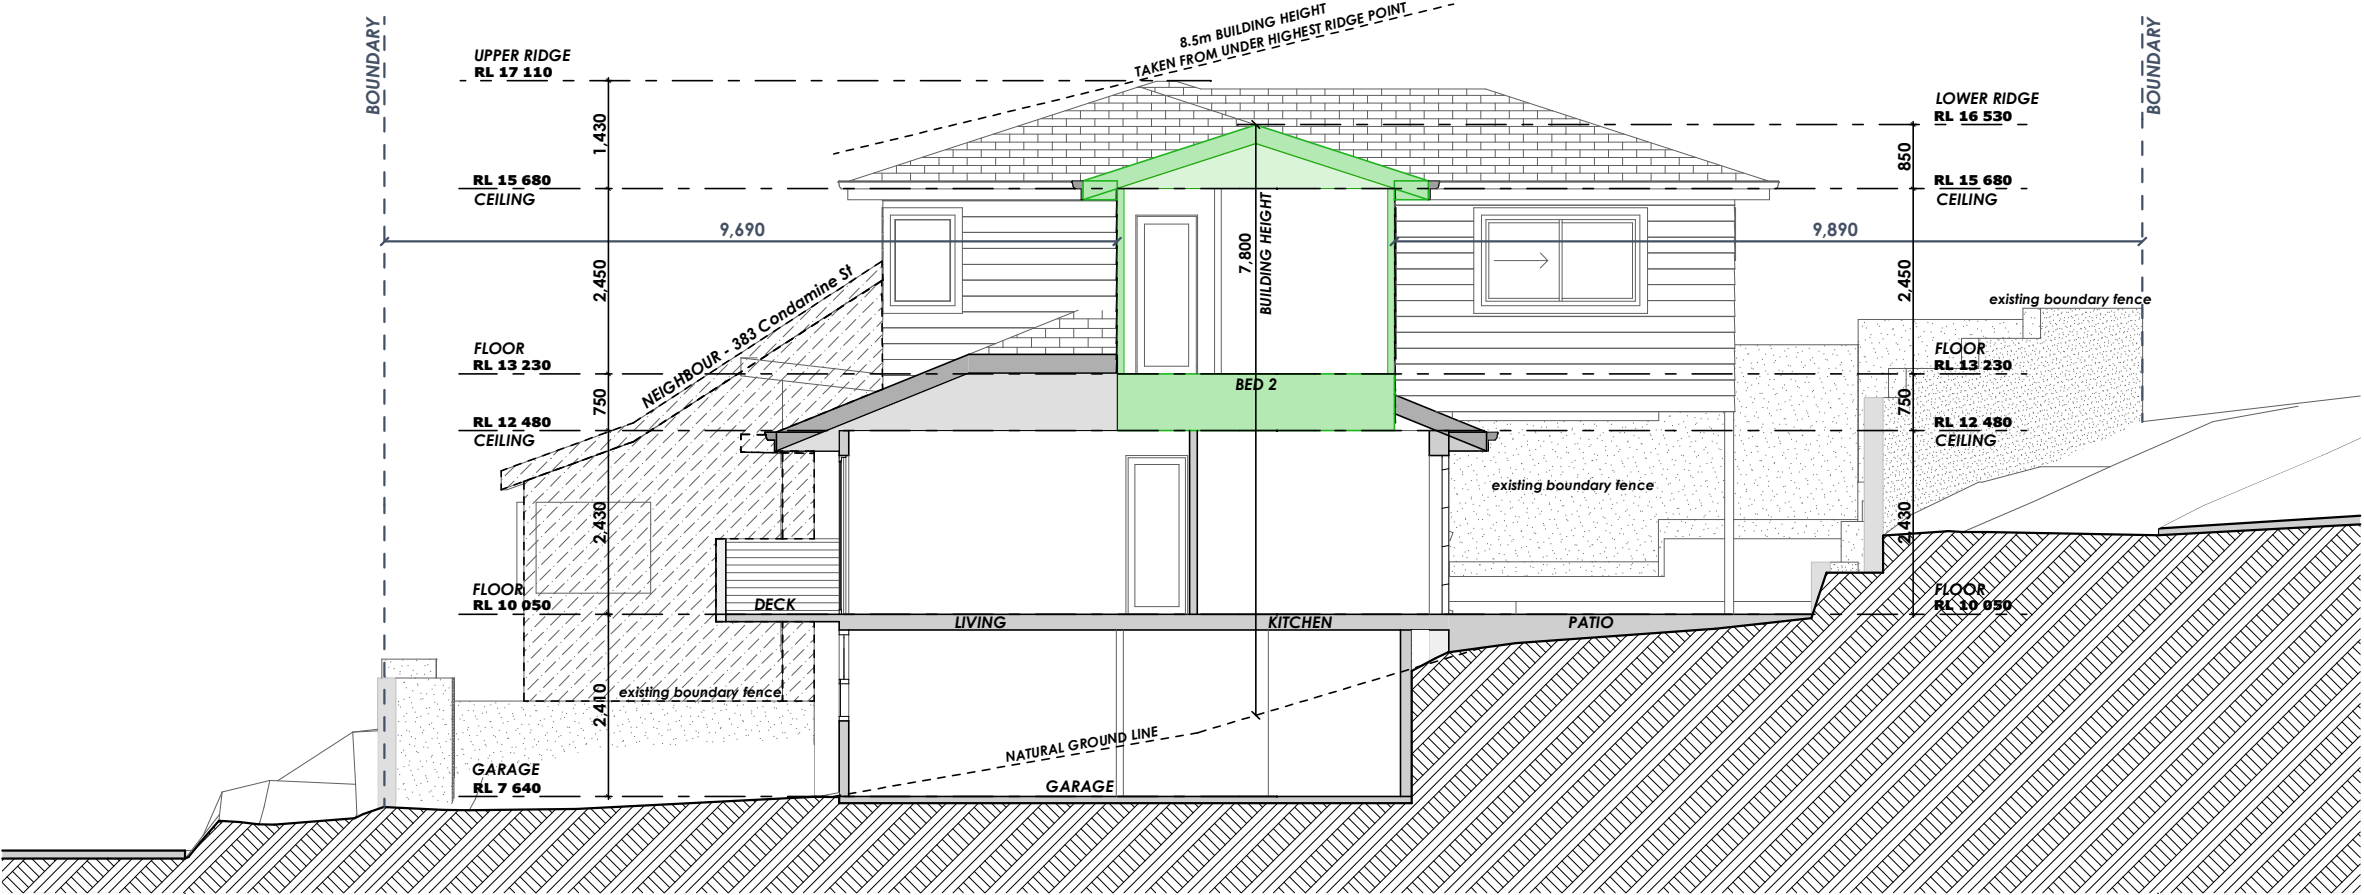 8.5m BUILDING HEIGHT
TAKEN FROM UNDER HIGHEST RIDGE POINT
BOUNDARY
BOUNDARY
UPPER RIDGE
RL 17 110
LOWER RIDGE
RL 16 530
1,430
850
RL 15 680
CEILING
RL 15 680
CEILING
9,690
9,890
7,800
BUILDING HEIGHT
2,450
2,450
NEIGHBOUR - 383 Condamine St
existing boundary fence
FLOOR
RL 13 230
FLOOR
RL 13 230
BED 2
750
750
RL 12 480
CEILING
RL 12 480
CEILING
existing boundary fence
2,430
2,430
FLOOR
RL 10 050
FLOOR
RL 10 050
DECK
LIVING
KITCHEN
PATIO
existing boundary fence
2,410
NATURAL GROUND LINE
GARAGE
RL 7 640
GARAGE